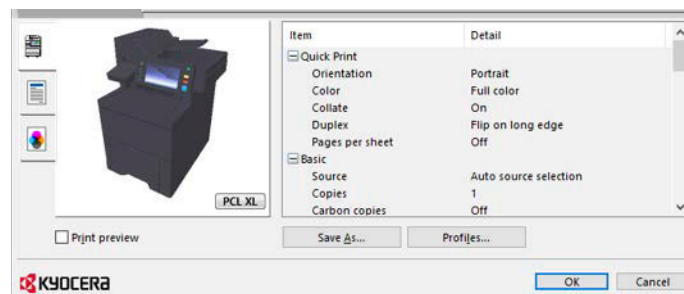 Item Detail
Quick Print
Orientation Portrait
Color Full color
Collate On
Duplex Flip on long edge
Pages per sheet Off
Basic
Source Auto source selection
Copies 1
Carbon copies Off
PCL XL
Print preview Save As... Profiles...
KYOCERA OK Cancel